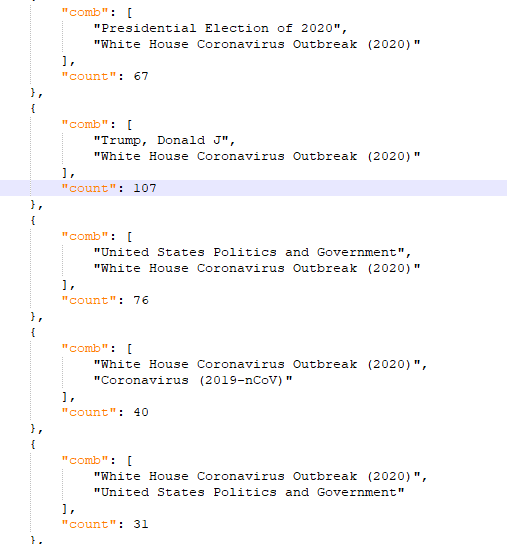 "comb": [
"Presidential Election of 2020",
"White House Coronavirus Outbreak (2020)"
],
"count": 67
},
{
"comb": [
"Trump, Donald J",
"White House Coronavirus Outbreak (2020)"
],
"count": 107
},
{
"comb": [
"United States Politics and Government",
"White House Coronavirus Outbreak (2020)"
],
"count": 76
},
{
"comb": [
"White House Coronavirus Outbreak (2020)",
"Coronavirus (2019-nCoV)"
],
"count": 40
},
{
"comb": [
"White House Coronavirus Outbreak (2020)",
"United States Politics and Government"
],
"count": 31
},